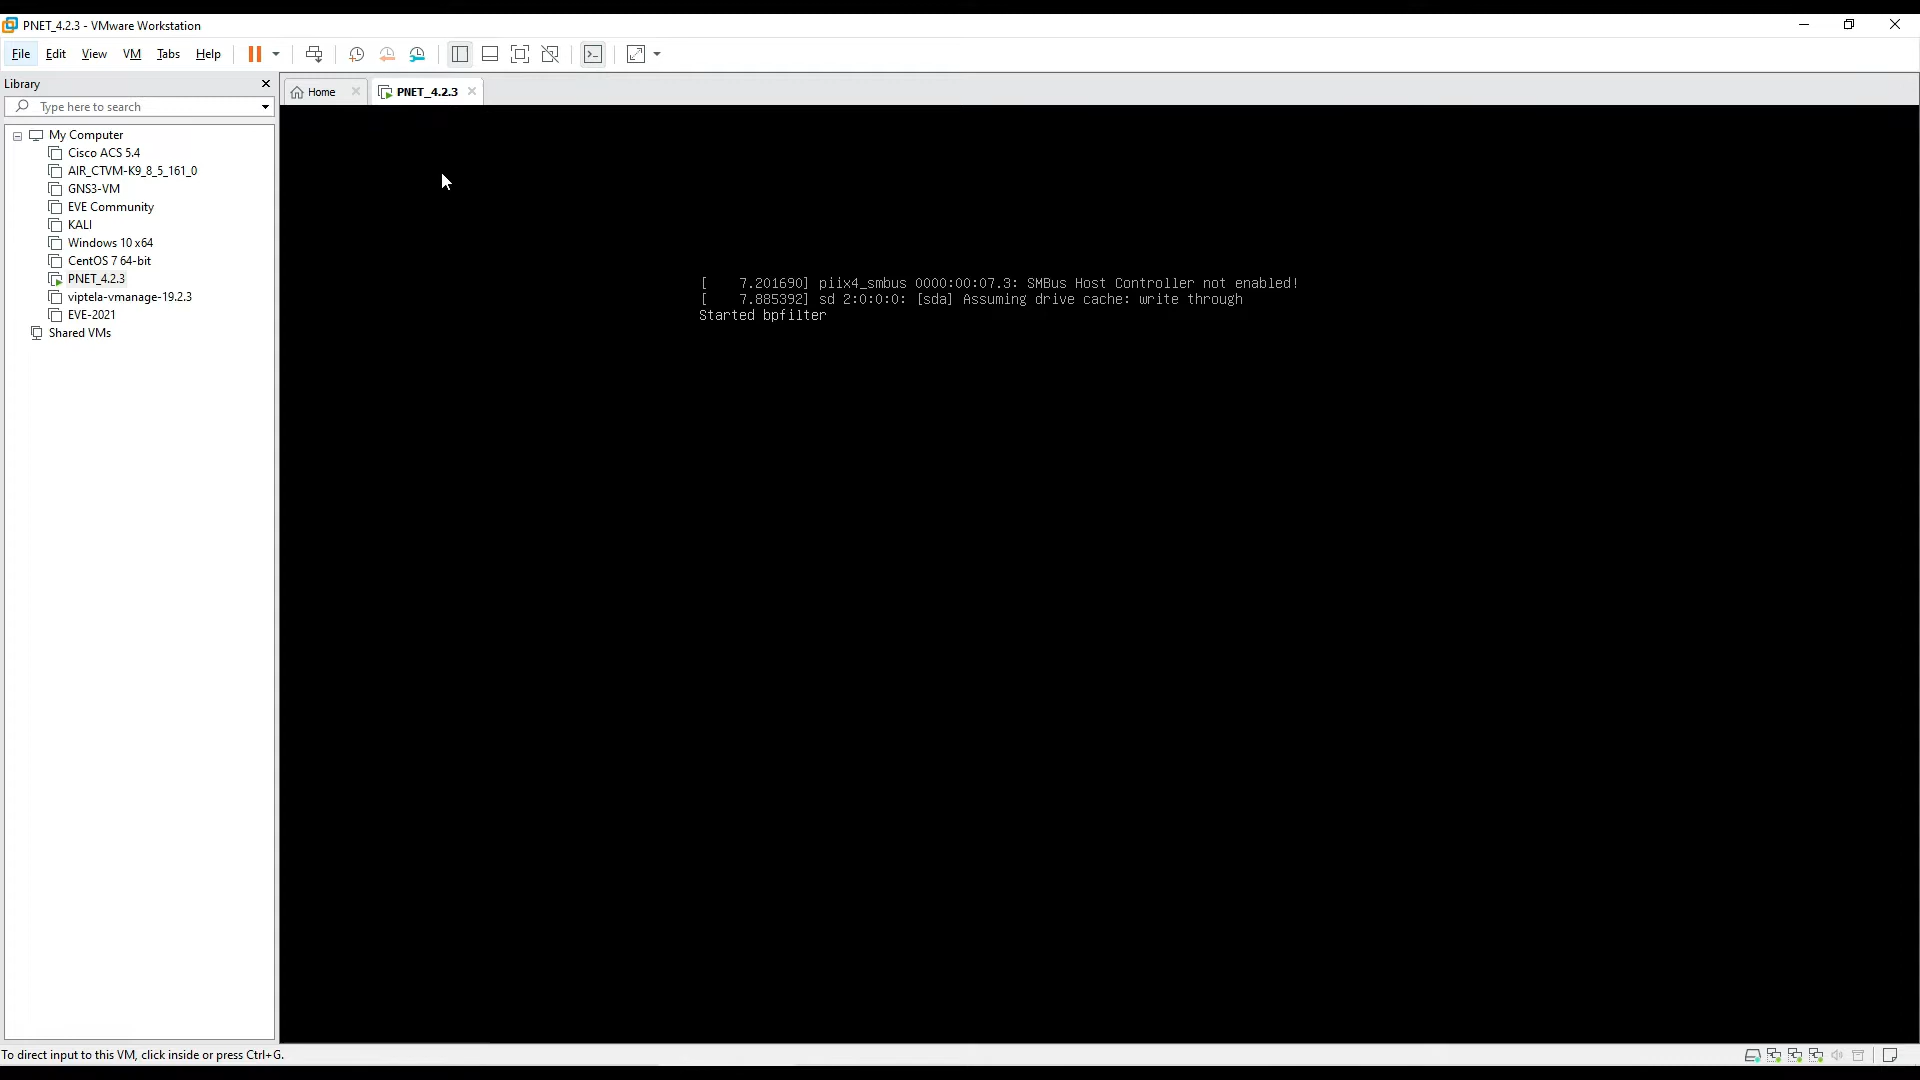 PNET_4.2.3 - VMware Workstation
File Edit View VM Tabs Help
Library
Type here to search
Home
PNET_4.2.3
My Computer
Cisco ACS 5.4
AIR_CTVM-K9_8_5_161_0
GNS3-VM
EVE Community
KALI
Windows 10 x64
CentOS 7 64-bit
PNET_4.2.3
viptela-vmanage-19.2.3
EVE-2021
Shared VMs
[    7.201690] piix4_smbus 0000:00:07.3: SMBus Host Controller not enabled!
[    7.885392] sd 2:0:0:0: [sda] Assuming drive cache: write through
Started bpfilter
To direct input to this VM, click inside or press Ctrl+G.